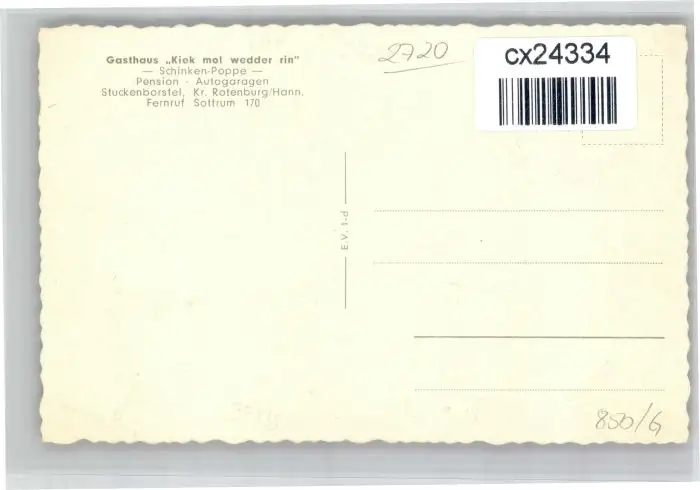 Gasthaus „Kiek mol wedder rin"
— Schinken-Poppe —
Pension - Autogaragen
Stuckenborstel, Kr. Rotenburg/Hann.
Fernruf Sottrum 170
2720
cx24334
E.V. f-d
850/G